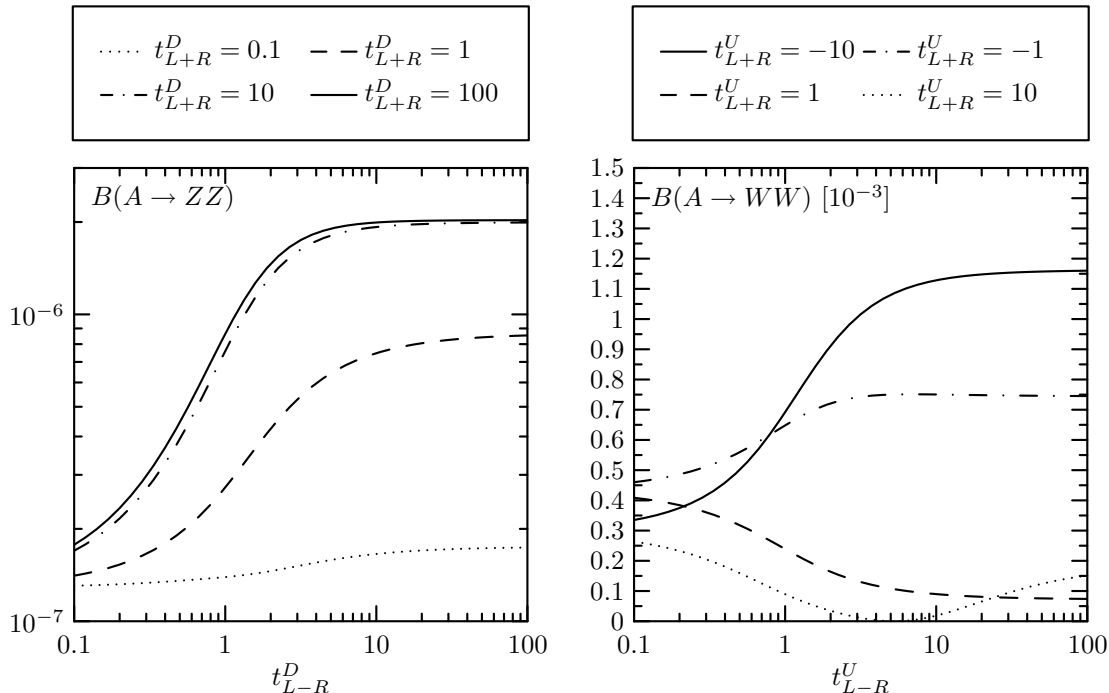 t^D_{L+R} = 0.1 t^D_{L+R} = 1
t^D_{L+R} = 10 t^D_{L+R} = 100
B(A → ZZ)
10^{-6}
10^{-7}
0.1 1 10 100
t^D_{L−R}
t^U_{L+R} = −10 t^U_{L+R} = −1
t^U_{L+R} = 1 t^U_{L+R} = 10
B(A → WW) [10^{-3}]
1.5
1.4
1.3
1.2
1.1
1
0.9
0.8
0.7
0.6
0.5
0.4
0.3
0.2
0.1
0
0.1 1 10 100
t^U_{L−R}